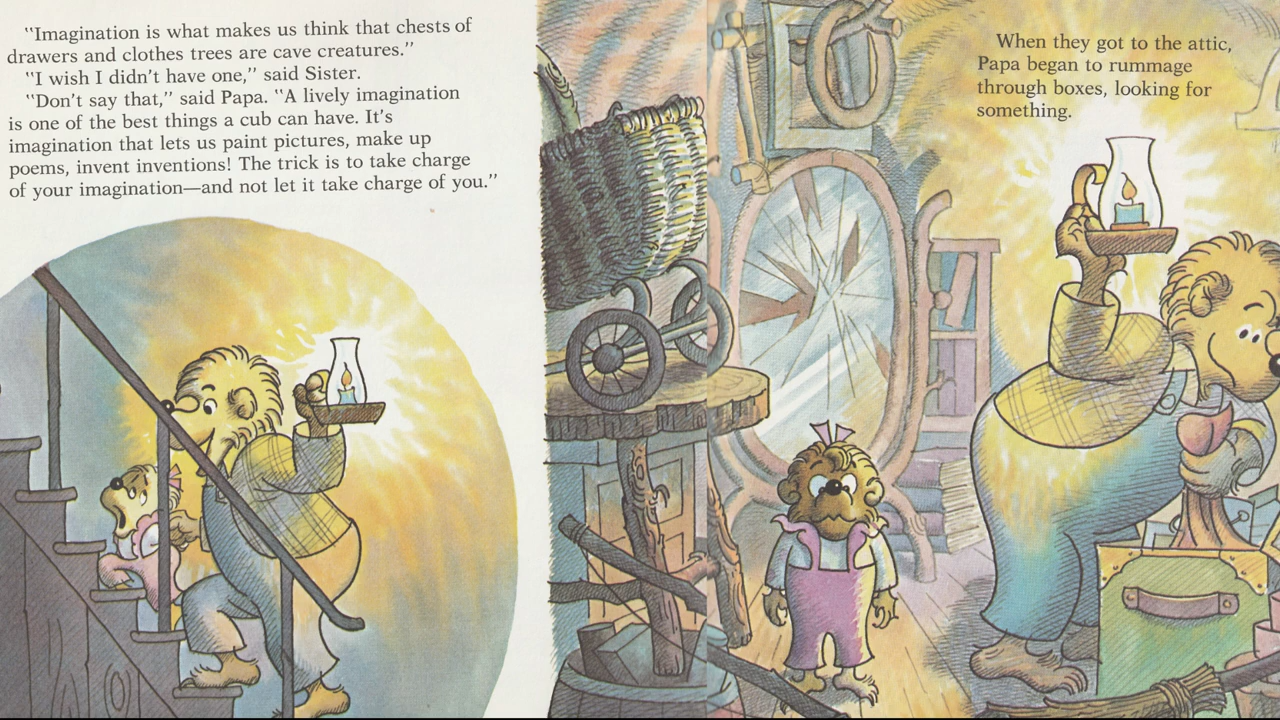 "Imagination is what makes us think that chests of
drawers and clothes trees are cave creatures."
"I wish I didn't have one," said Sister.
"Don't say that," said Papa. "A lively imagination
is one of the best things a cub can have. It's
imagination that lets us paint pictures, make up
poems, invent inventions! The trick is to take charge
of your imagination—and not let it take charge of you."
When they got to the attic,
Papa began to rummage
through boxes, looking for
something.